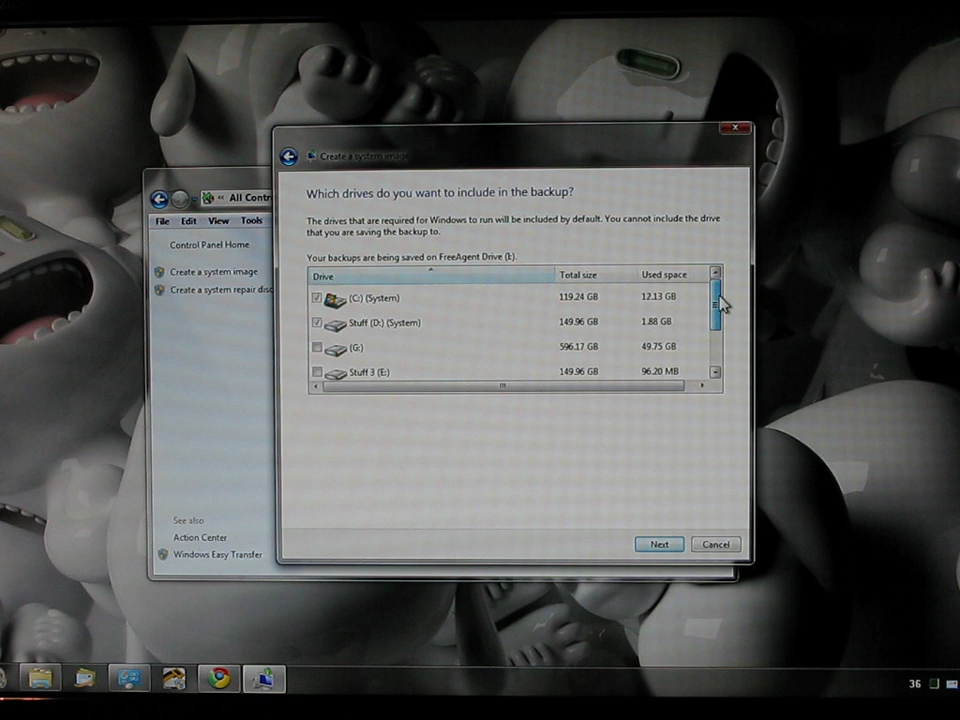 Create a system image
Which drives do you want to include in the backup?
The drives that are required for Windows to run will be included by default. You cannot include the drive
that you are saving the backup to.
Your backups are being saved on FreeAgent Drive (I:).
Drive Total size Used space
(C:) (System) 119.24 GB 12.13 GB
Stuff (D:) (System) 149.96 GB 1.88 GB
(G:) 596.17 GB 49.75 GB
Stuff 3 (E:) 149.96 GB 96.20 MB
Next Cancel
« All Contr
File Edit View Tools
Control Panel Home
Create a system image
Create a system repair disc
See also
Action Center
Windows Easy Transfer
36